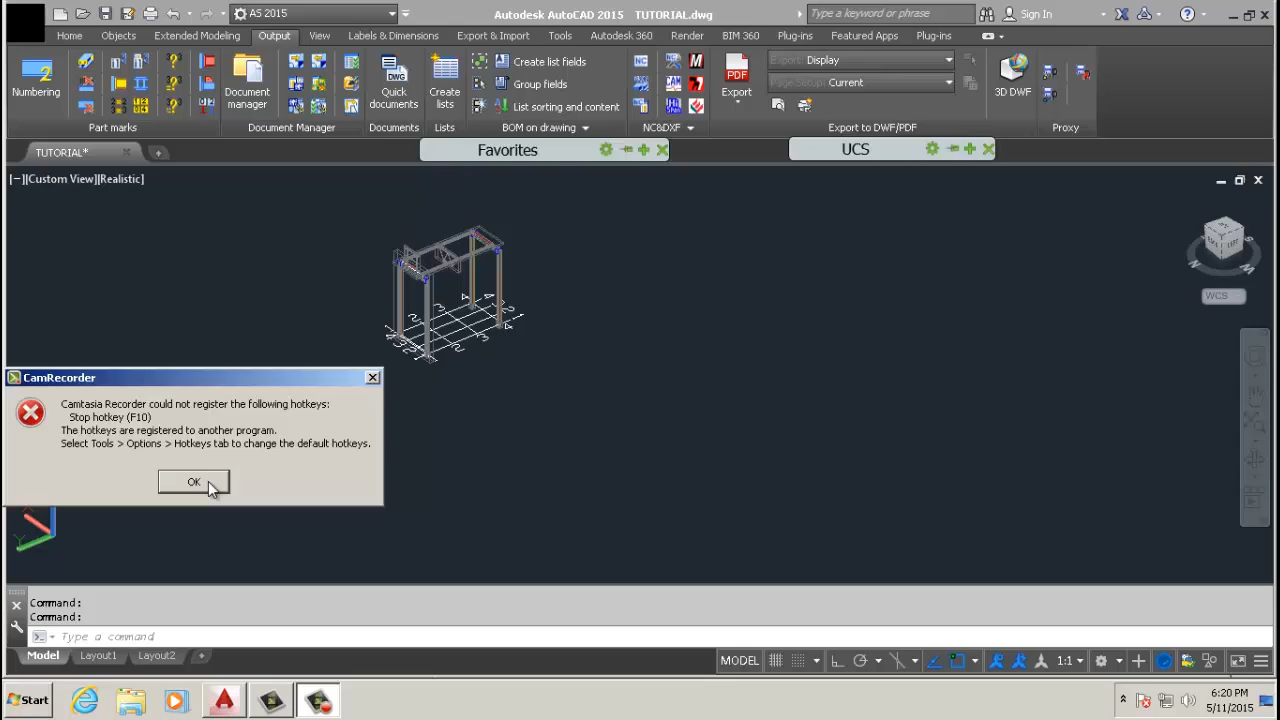 AS 2015
Autodesk AutoCAD 2015 TUTORIAL.dwg
Type a keyword or phrase
Sign In
Home Objects Extended Modeling Output View Labels & Dimensions Export & Import Tools Autodesk 360 Render BIM 360 Plug-ins Featured Apps Plug-ins
Numbering
Document manager
Quick documents
Create lists
Create list fields
Group fields
List sorting and content
NC
DWG
PDF
Export
Export: Display
Page Setup: Current
3D DWF
Part marks
Document Manager
Documents
Lists
BOM on drawing
NC&DXF
Export to DWF/PDF
Proxy
TUTORIAL*
Favorites
UCS
[−][Custom View][Realistic]
WCS
CamRecorder
Camtasia Recorder could not register the following hotkeys:
Stop hotkey (F10)
The hotkeys are registered to another program.
Select Tools > Options > Hotkeys tab to change the default hotkeys.
OK
Command:
Command:
Type a command
Model Layout1 Layout2
MODEL
1:1
Start
6:20 PM
5/11/2015